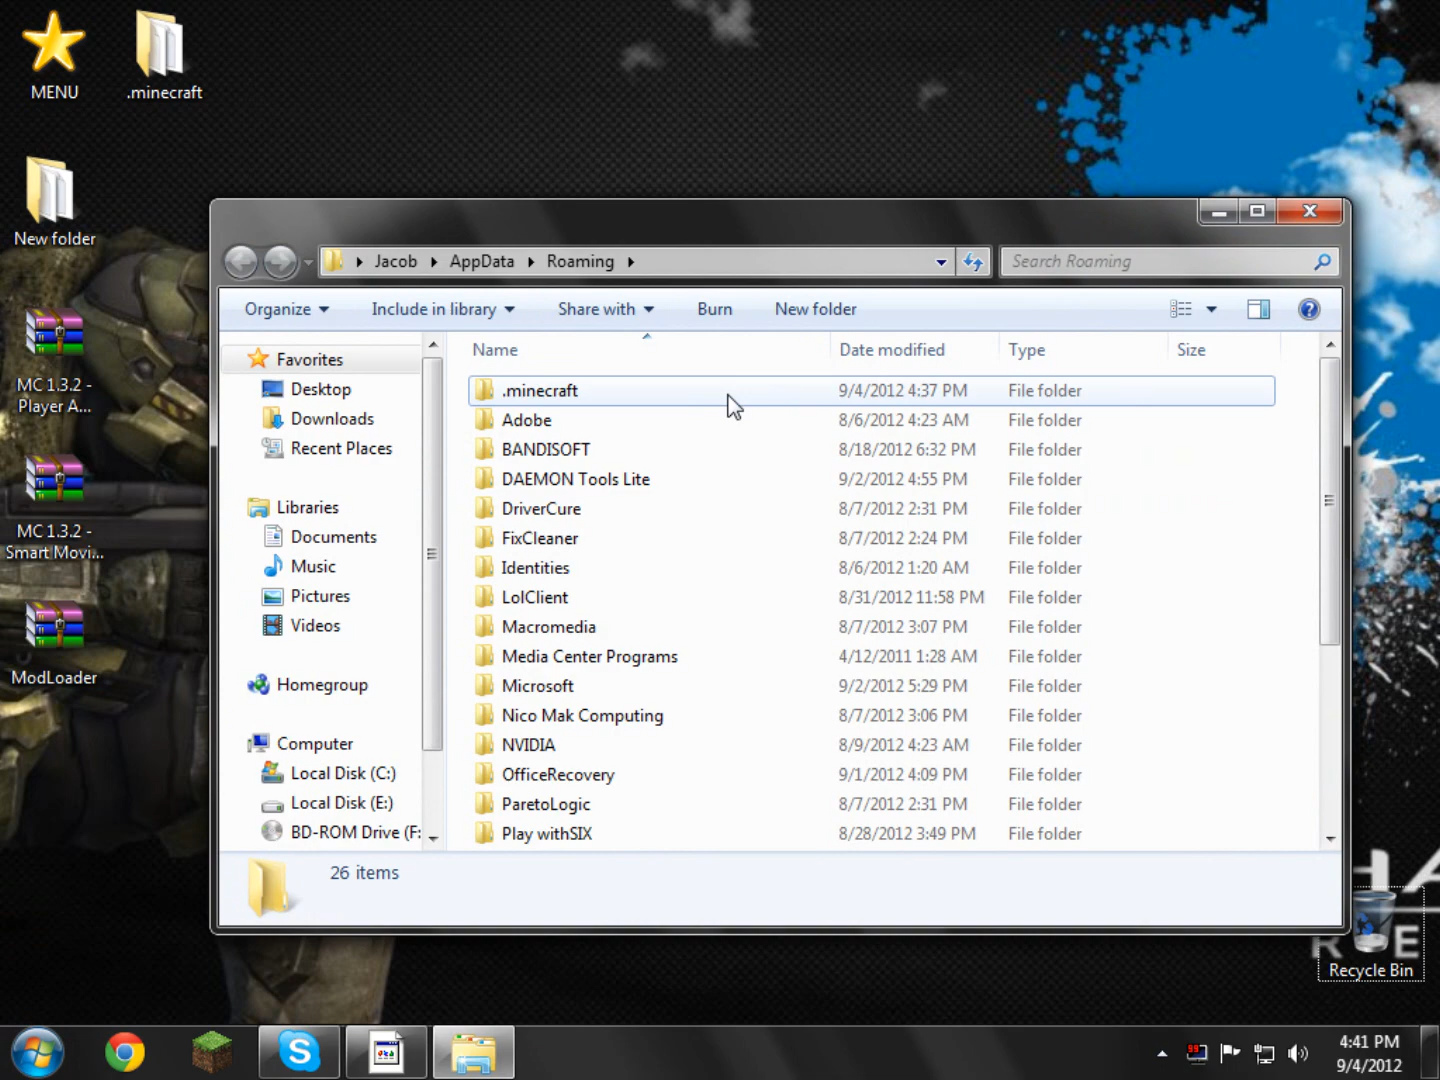 MENU
.minecraft
New folder
MC 1.3.2 -
Player A...
MC 1.3.2 -
Smart Movi...
ModLoader
Jacob
AppData
Roaming
Search Roaming
Organize
Include in library
Share with
Burn
New folder
Name
Date modified
Type
Size
Favorites
Desktop
Downloads
Recent Places
Libraries
Documents
Music
Pictures
Videos
Homegroup
Computer
Local Disk (C:)
Local Disk (E:)
BD-ROM Drive (F:
.minecraft 9/4/2012 4:37 PM File folder
Adobe 8/6/2012 4:23 AM File folder
BANDISOFT 8/18/2012 6:32 PM File folder
DAEMON Tools Lite 9/2/2012 4:55 PM File folder
DriverCure 8/7/2012 2:31 PM File folder
FixCleaner 8/7/2012 2:24 PM File folder
Identities 8/6/2012 1:20 AM File folder
LolClient 8/31/2012 11:58 PM File folder
Macromedia 8/7/2012 3:07 PM File folder
Media Center Programs 4/12/2011 1:28 AM File folder
Microsoft 9/2/2012 5:29 PM File folder
Nico Mak Computing 8/7/2012 3:06 PM File folder
NVIDIA 8/9/2012 4:23 AM File folder
OfficeRecovery 9/1/2012 4:09 PM File folder
ParetoLogic 8/7/2012 2:31 PM File folder
Play withSIX 8/28/2012 3:49 PM File folder
26 items
Recycle Bin
4:41 PM
9/4/2012